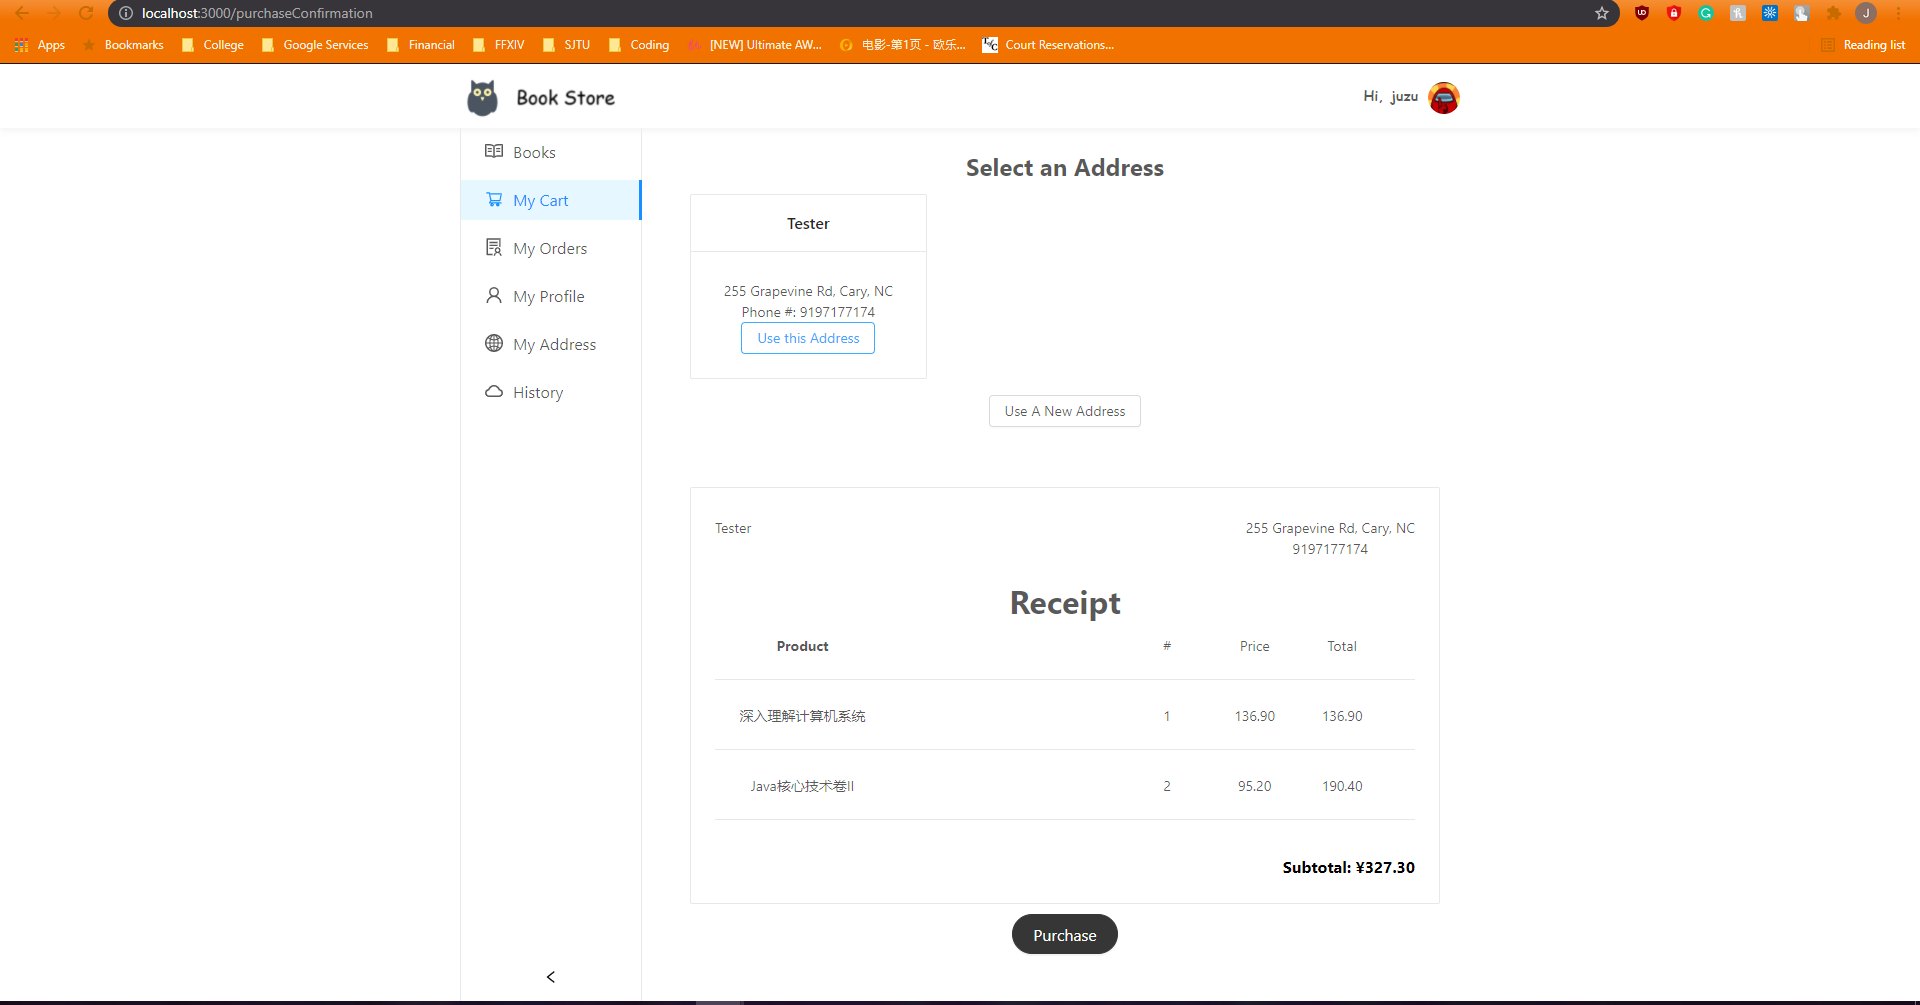 localhost:3000/purchaseConfirmation
Apps Bookmarks College Google Services Financial FFXIV SJTU Coding [NEW] Ultimate AW... 电影-第1页 - 欧乐... Court Reservations... Reading list
Book Store
Hi, juzu
Books
My Cart
My Orders
My Profile
My Address
History
Select an Address
Tester
255 Grapevine Rd, Cary, NC
Phone #: 9197177174
Use this Address
Use A New Address
Tester 255 Grapevine Rd, Cary, NC
9197177174
Receipt
Product # Price Total
深入理解计算机系统 1 136.90 136.90
Java核心技术卷II 2 95.20 190.40
Subtotal: ¥327.30
Purchase